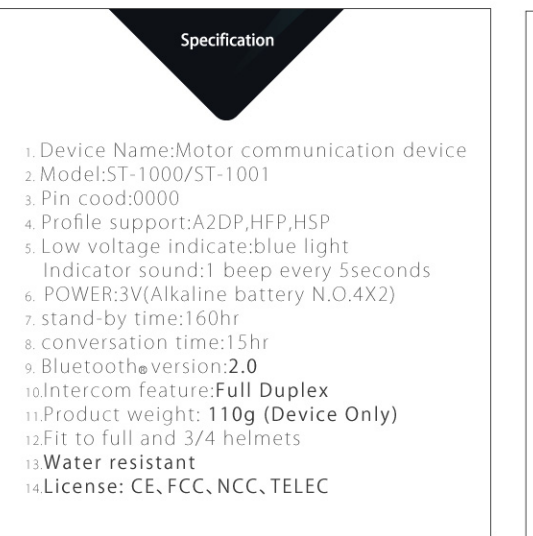 Specification
1. Device Name:Motor communication device
2. Model:ST-1000/ST-1001
3. Pin cood:0000
4. Profile support:A2DP,HFP,HSP
5. Low voltage indicate:blue light
Indicator sound:1 beep every 5seconds
6. POWER:3V(Alkaline battery N.O.4X2)
7. stand-by time:160hr
8. conversation time:15hr
9. Bluetooth® version:2.0
10.Intercom feature:Full Duplex
11.Product weight: 110g (Device Only)
12.Fit to full and 3/4 helmets
13.Water resistant
14.License: CE、FCC、NCC、TELEC